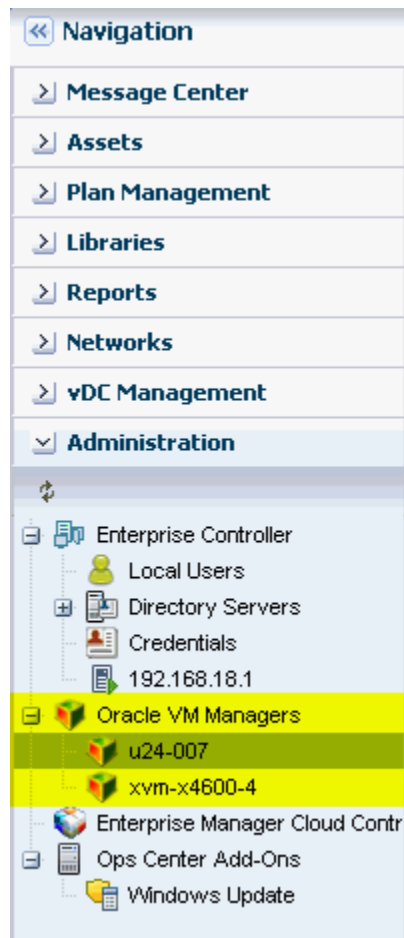 Navigation
Message Center
Assets
Plan Management
Libraries
Reports
Networks
vDC Management
Administration
Enterprise Controller
Local Users
Directory Servers
Credentials
192.168.18.1
Oracle VM Managers
u24-007
xvm-x4600-4
Enterprise Manager Cloud Contr
Ops Center Add-Ons
Windows Update